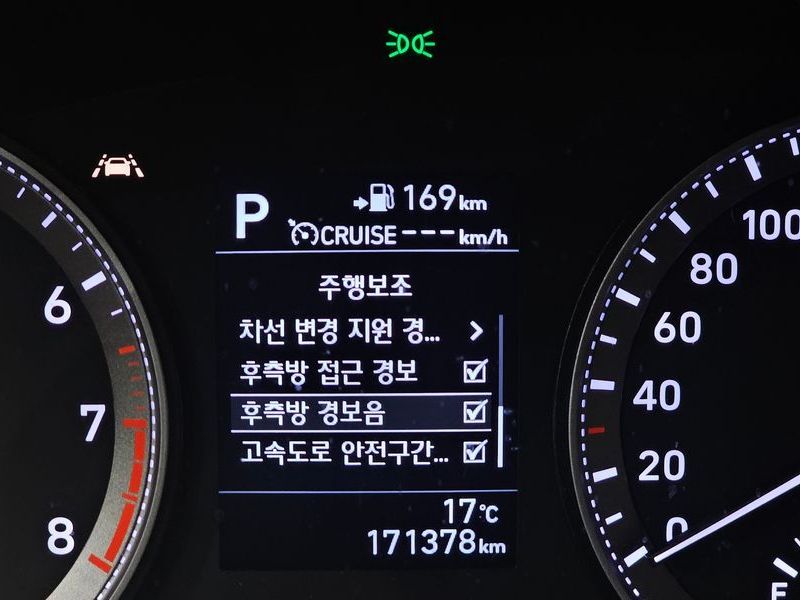 P 169km
CRUISE --- km/h
주행보조
차선 변경 지원 경...
후측방 접근 경보
후측방 경보음
고속도로 안전구간...
17℃
171378km
6
7
8
100
80
60
40
20
0
F